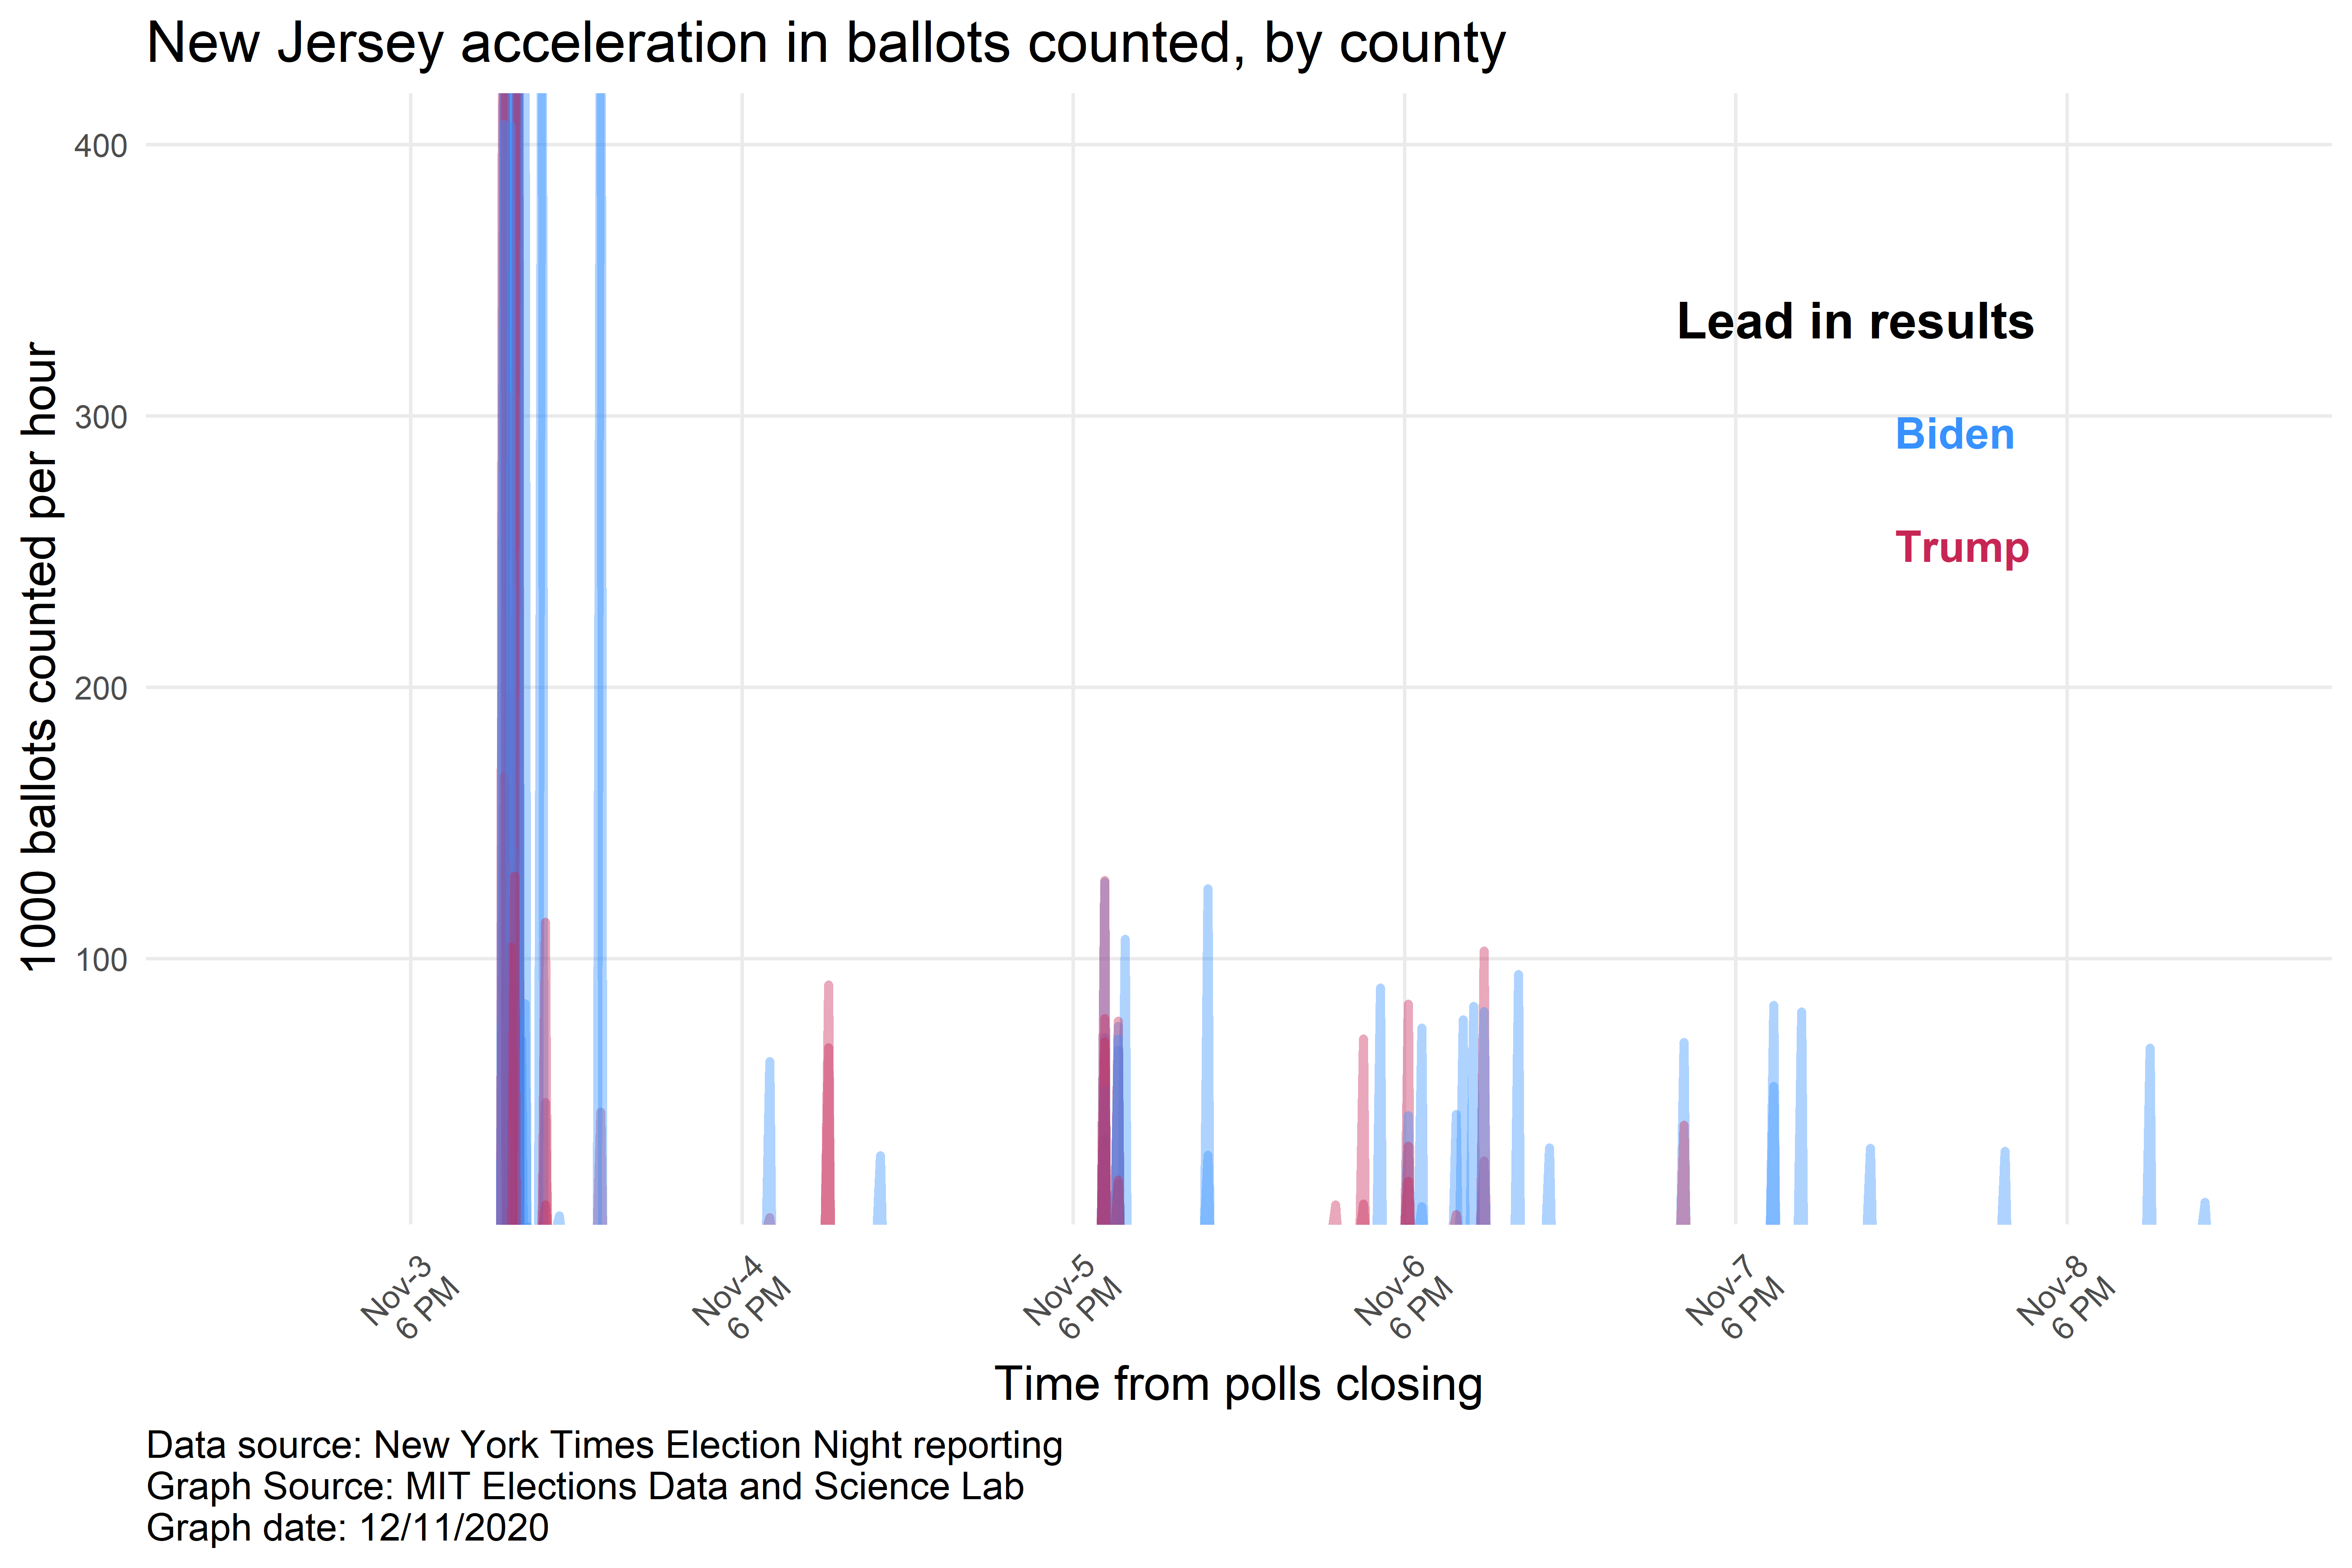 New Jersey acceleration in ballots counted, by county
1000 ballots counted per hour
400
300
200
100
Lead in results
Biden
Trump
Nov-3
6 PM
Nov-4
6 PM
Nov-5
6 PM
Nov-6
6 PM
Nov-7
6 PM
Nov-8
6 PM
Time from polls closing
Data source: New York Times Election Night reporting
Graph Source: MIT Elections Data and Science Lab
Graph date: 12/11/2020